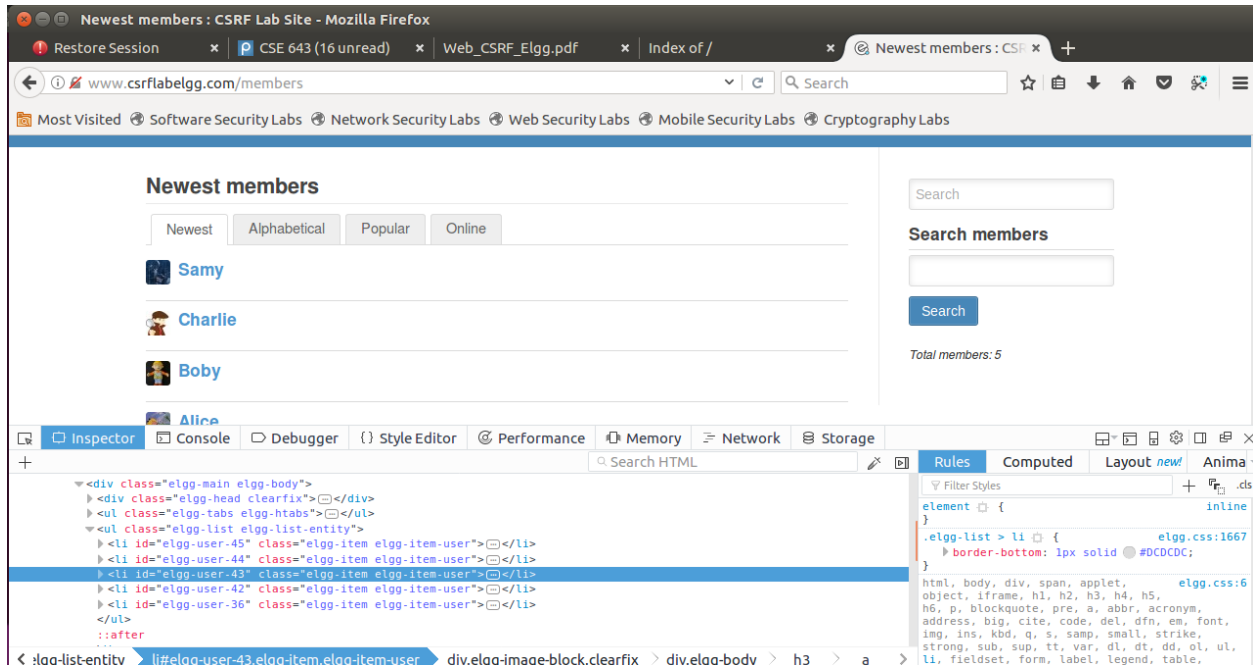 Newest members : CSRF Lab Site - Mozilla Firefox
Restore Session
CSE 643 (16 unread)
Web_CSRF_Elgg.pdf
Index of /
Newest members : CSR
www.csrflabelgg.com/members
Search
Most Visited Software Security Labs Network Security Labs Web Security Labs Mobile Security Labs Cryptography Labs
Newest members
Newest Alphabetical Popular Online
Samy
Charlie
Boby
Alice
Search
Search members
Search
Total members: 5
Inspector Console Debugger {} Style Editor Performance Memory Network Storage
+ Search HTML
<div class="elgg-main elgg-body">
<div class="elgg-head clearfix"></div>
<ul class="elgg-tabs elgg-htabs"></ul>
<ul class="elgg-list elgg-list-entity">
<li id="elgg-user-45" class="elgg-item elgg-item-user"></li>
<li id="elgg-user-44" class="elgg-item elgg-item-user"></li>
<li id="elgg-user-43" class="elgg-item elgg-item-user"></li>
<li id="elgg-user-42" class="elgg-item elgg-item-user"></li>
<li id="elgg-user-36" class="elgg-item elgg-item-user"></li>
</ul>
::after
elgg-list-entity > li#elgg-user-43.elgg-item.elgg-item-user > div.elgg-image-block.clearfix > div.elgg-body > h3 > a
Rules Computed Layout new! Anima
Filter Styles + .cls
element { inline
}
.elgg-list > li { elgg.css:1667
border-bottom: 1px solid #DCDCDC;
}
html, body, div, span, applet, elgg.css:6
object, iframe, h1, h2, h3, h4, h5,
h6, p, blockquote, pre, a, abbr, acronym,
address, big, cite, code, del, dfn, em, font,
img, ins, kbd, q, s, samp, small, strike,
strong, sub, sup, tt, var, dl, dt, dd, ol, ul,
li, fieldset, form, label, legend, table,